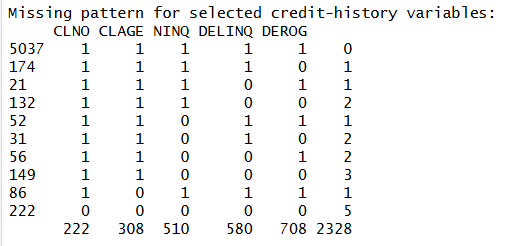 Missing pattern for selected credit-history variables:
CLNO CLAGE NINQ DELINQ DEROG
5037 1 1 1 1 1 0
174 1 1 1 1 0 1
21 1 1 1 0 1 1
132 1 1 1 0 0 2
52 1 1 0 1 1 1
31 1 1 0 1 0 2
56 1 1 0 0 1 2
149 1 1 0 0 0 3
86 1 0 1 1 1 1
222 0 0 0 0 0 5
222 308 510 580 708 2328